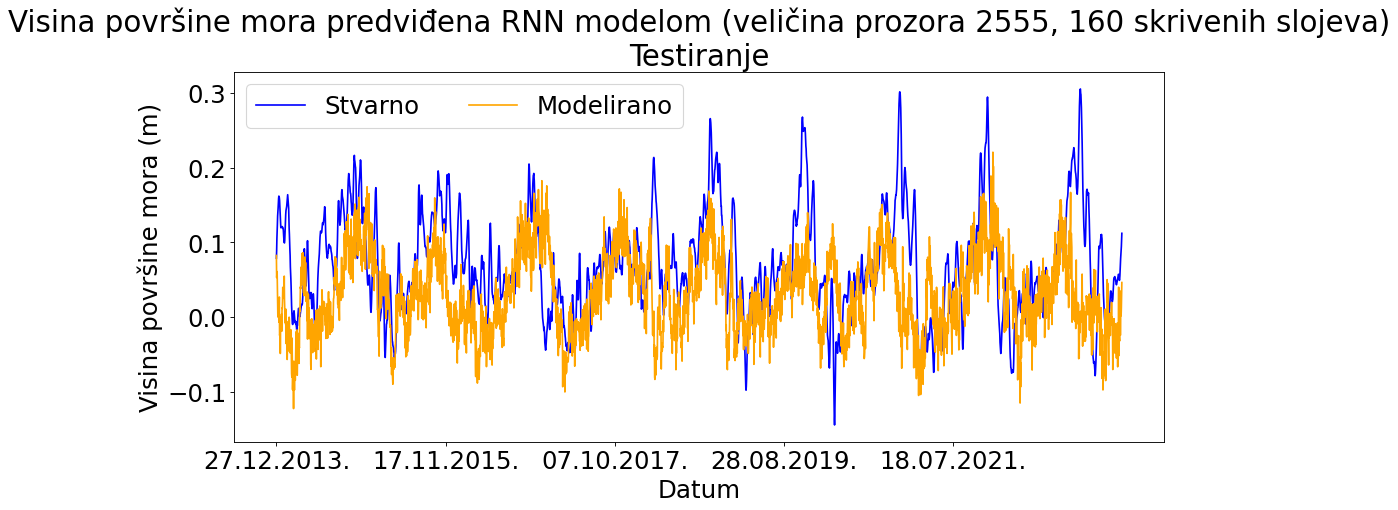 Visina površine mora predviđena RNN modelom (veličina prozora 2555, 160 skrivenih slojeva)
Testiranje
Stvarno Modelirano
Visina površine mora (m)
0.3
0.2
0.1
0.0
−0.1
27.12.2013. 17.11.2015. 07.10.2017. 28.08.2019. 18.07.2021.
Datum